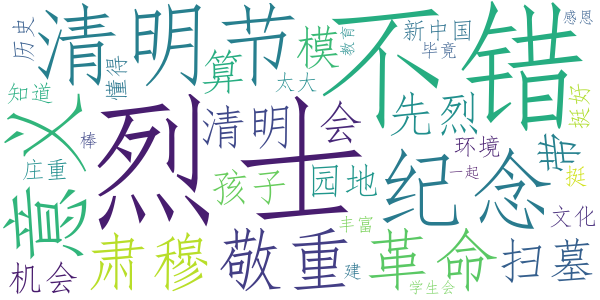 历史
清明节
不错
新中国
感恩
毕竟
教育
模
算
太大
懂得
知道
意义
烈士
清明
会
先烈
挺好
带
环境
棒
庄重
孩子
园地
纪念
一起
挺
丰富
文化
机会
肃穆
敬重
建
革命
扫墓
学生会